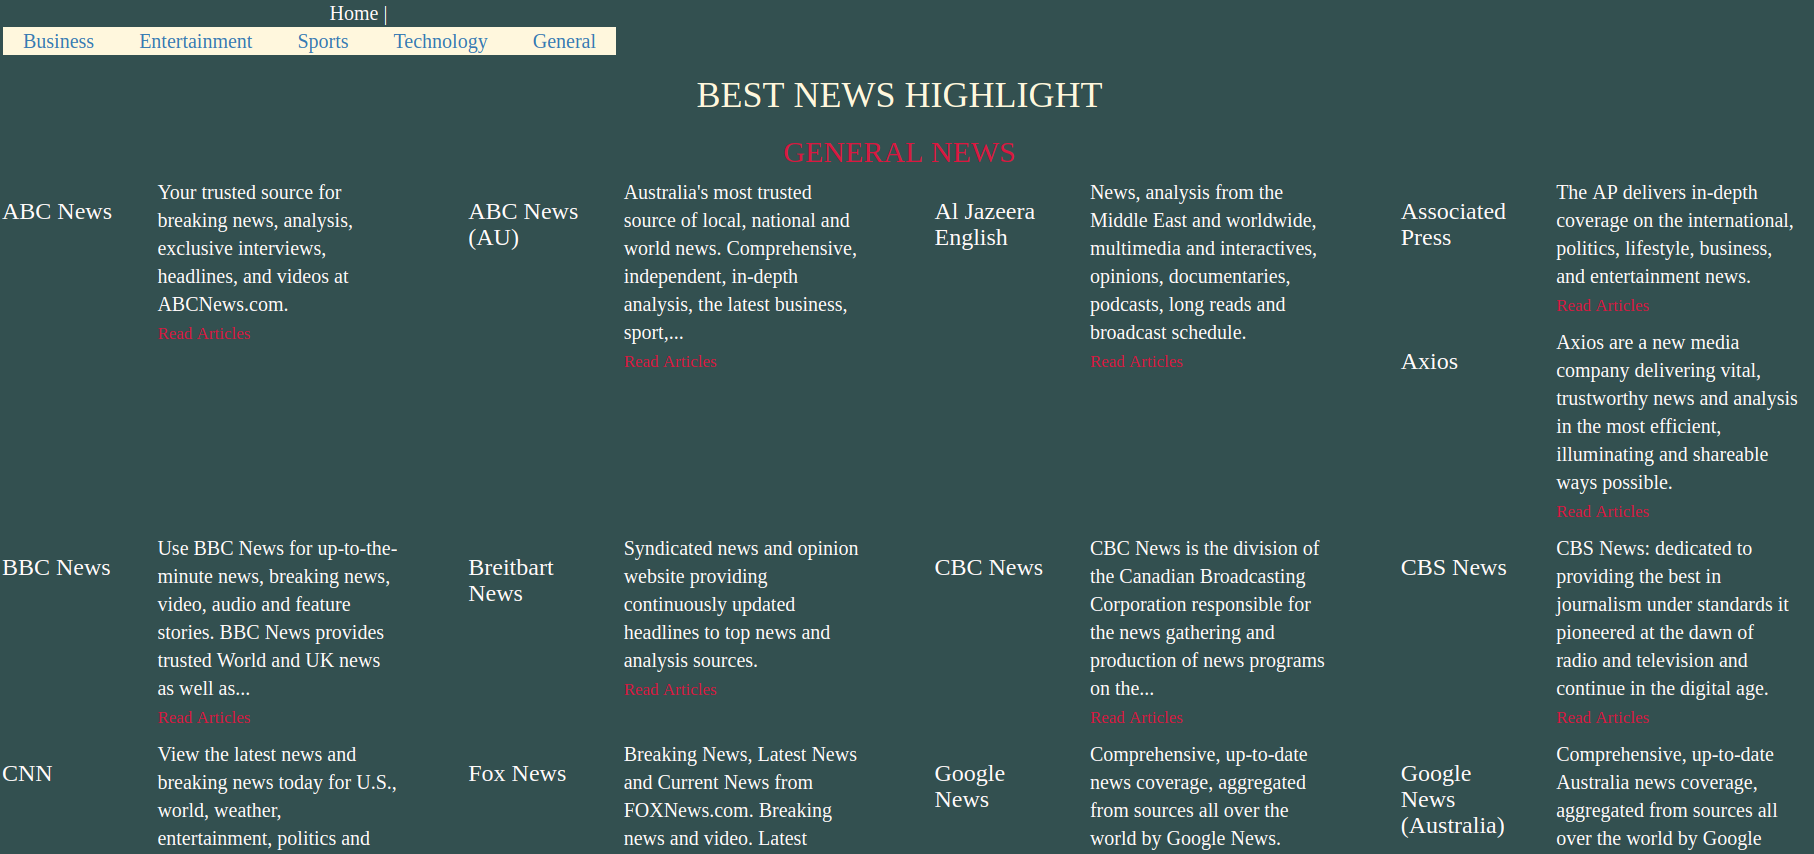 Home |
Business Entertainment Sports Technology General
BEST NEWS HIGHLIGHT
GENERAL NEWS
ABC News
Your trusted source for
breaking news, analysis,
exclusive interviews,
headlines, and videos at
ABCNews.com.
Read Articles
ABC News
(AU)
Australia's most trusted
source of local, national and
world news. Comprehensive,
independent, in-depth
analysis, the latest business,
sport,...
Read Articles
Al Jazeera
English
News, analysis from the
Middle East and worldwide,
multimedia and interactives,
opinions, documentaries,
podcasts, long reads and
broadcast schedule.
Read Articles
Associated
Press
The AP delivers in-depth
coverage on the international,
politics, lifestyle, business,
and entertainment news.
Read Articles
Axios
Axios are a new media
company delivering vital,
trustworthy news and analysis
in the most efficient,
illuminating and shareable
ways possible.
Read Articles
BBC News
Use BBC News for up-to-the-
minute news, breaking news,
video, audio and feature
stories. BBC News provides
trusted World and UK news
as well as...
Read Articles
Breitbart
News
Syndicated news and opinion
website providing
continuously updated
headlines to top news and
analysis sources.
Read Articles
CBC News
CBC News is the division of
the Canadian Broadcasting
Corporation responsible for
the news gathering and
production of news programs
on the...
Read Articles
CBS News
CBS News: dedicated to
providing the best in
journalism under standards it
pioneered at the dawn of
radio and television and
continue in the digital age.
Read Articles
CNN
View the latest news and
breaking news today for U.S.,
world, weather,
entertainment, politics and
Fox News
Breaking News, Latest News
and Current News from
FOXNews.com. Breaking
news and video. Latest
Google
News
Comprehensive, up-to-date
news coverage, aggregated
from sources all over the
world by Google News.
Google
News
(Australia)
Comprehensive, up-to-date
Australia news coverage,
aggregated from sources all
over the world by Google